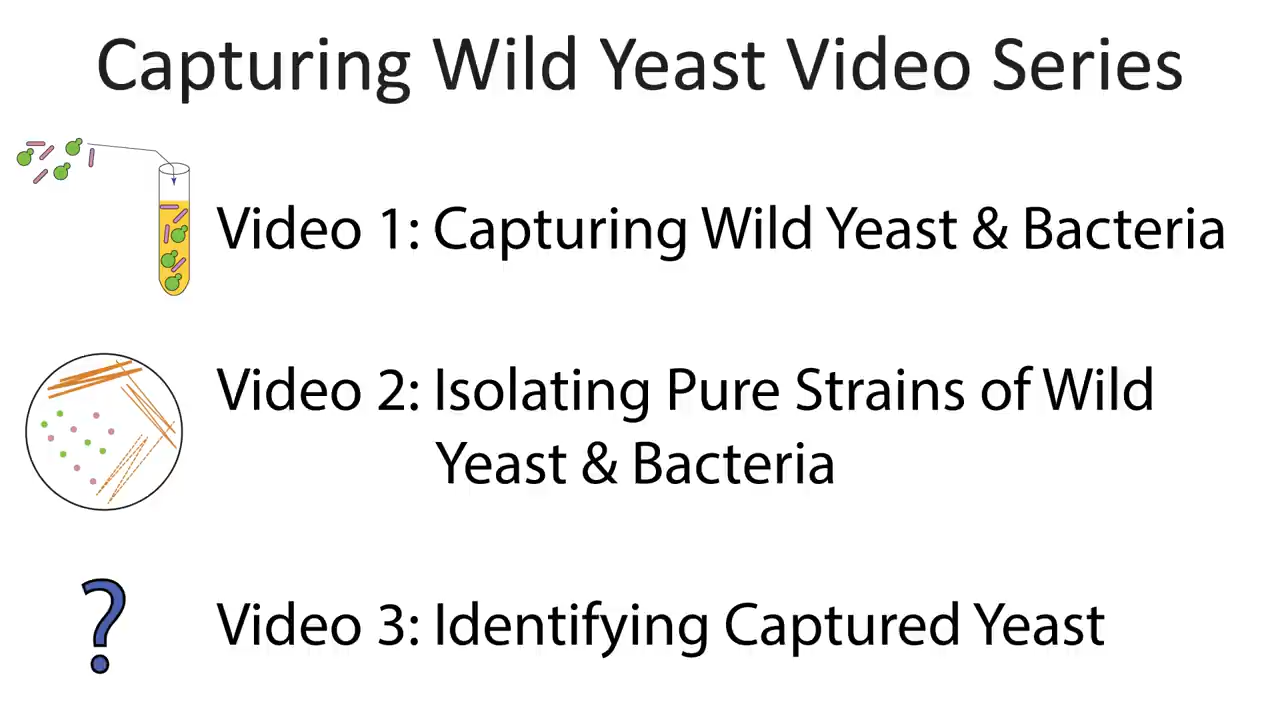 Capturing Wild Yeast Video Series
Video 1: Capturing Wild Yeast & Bacteria
Video 2: Isolating Pure Strains of Wild
Yeast & Bacteria
?
Video 3: Identifying Captured Yeast